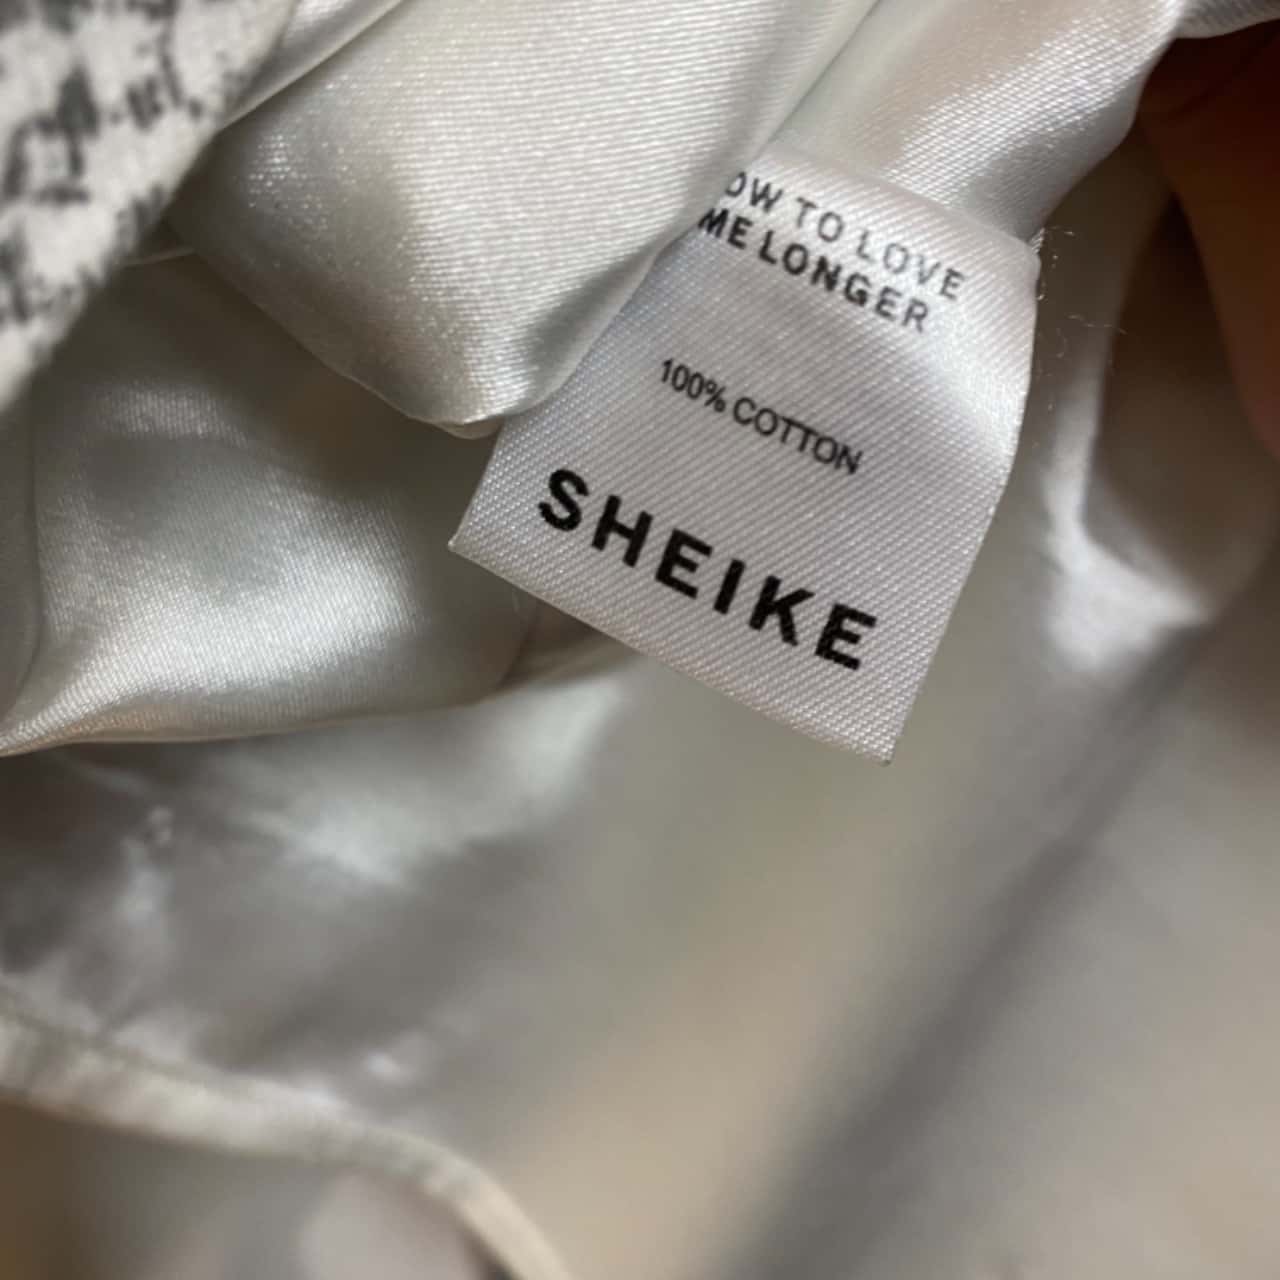 OW TO LOVE
ME LONGER
100% COTTON
SHEIKE